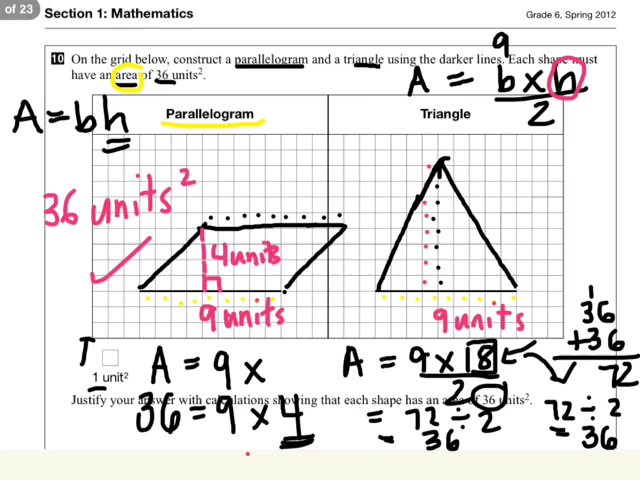 of 23
Section 1: Mathematics
Grade 6, Spring 2012
10 On the grid below, construct a parallelogram and a triangle using the darker lines. Each shape must
have an area of 36 units².
9
A = b x h
2
A = bh
Parallelogram
Triangle
36 units²
4 units
9 units
9 units
1 unit²
A = 9 x
36 = 9 x 4
A = 9 x 18
2
= 72 ÷ 2
= 36
1
36
+36
72
72 ÷ 2
= 36
Justify your answer with calculations showing that each shape has an area of 36 units².